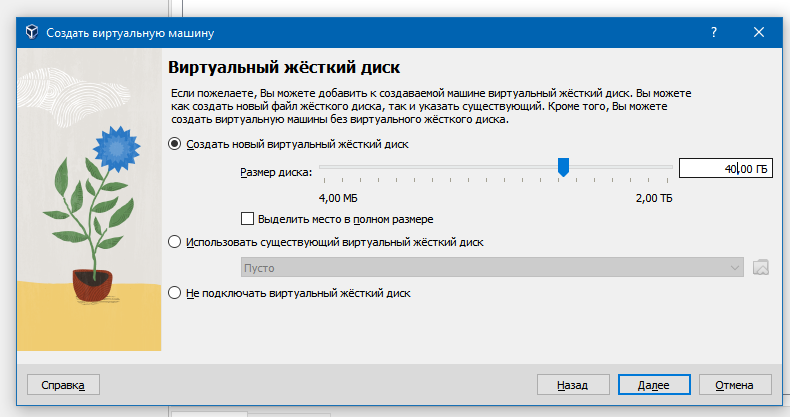 Создать виртуальную машину
Виртуальный жёсткий диск
Если пожелаете, Вы можете добавить к создаваемой машине виртуальный жёсткий диск. Вы можете
как создать новый файл жёсткого диска, так и указать существующий. Кроме того, Вы можете
создать виртуальную машины без виртуального жёсткого диска.
Создать новый виртуальный жёсткий диск
Размер диска: 40,00 ГБ
4,00 МБ 2,00 ТБ
Выделить место в полном размере
Использовать существующий виртуальный жёсткий диск
Пусто
Не подключать виртуальный жёсткий диск
Справка Назад Далее Отмена